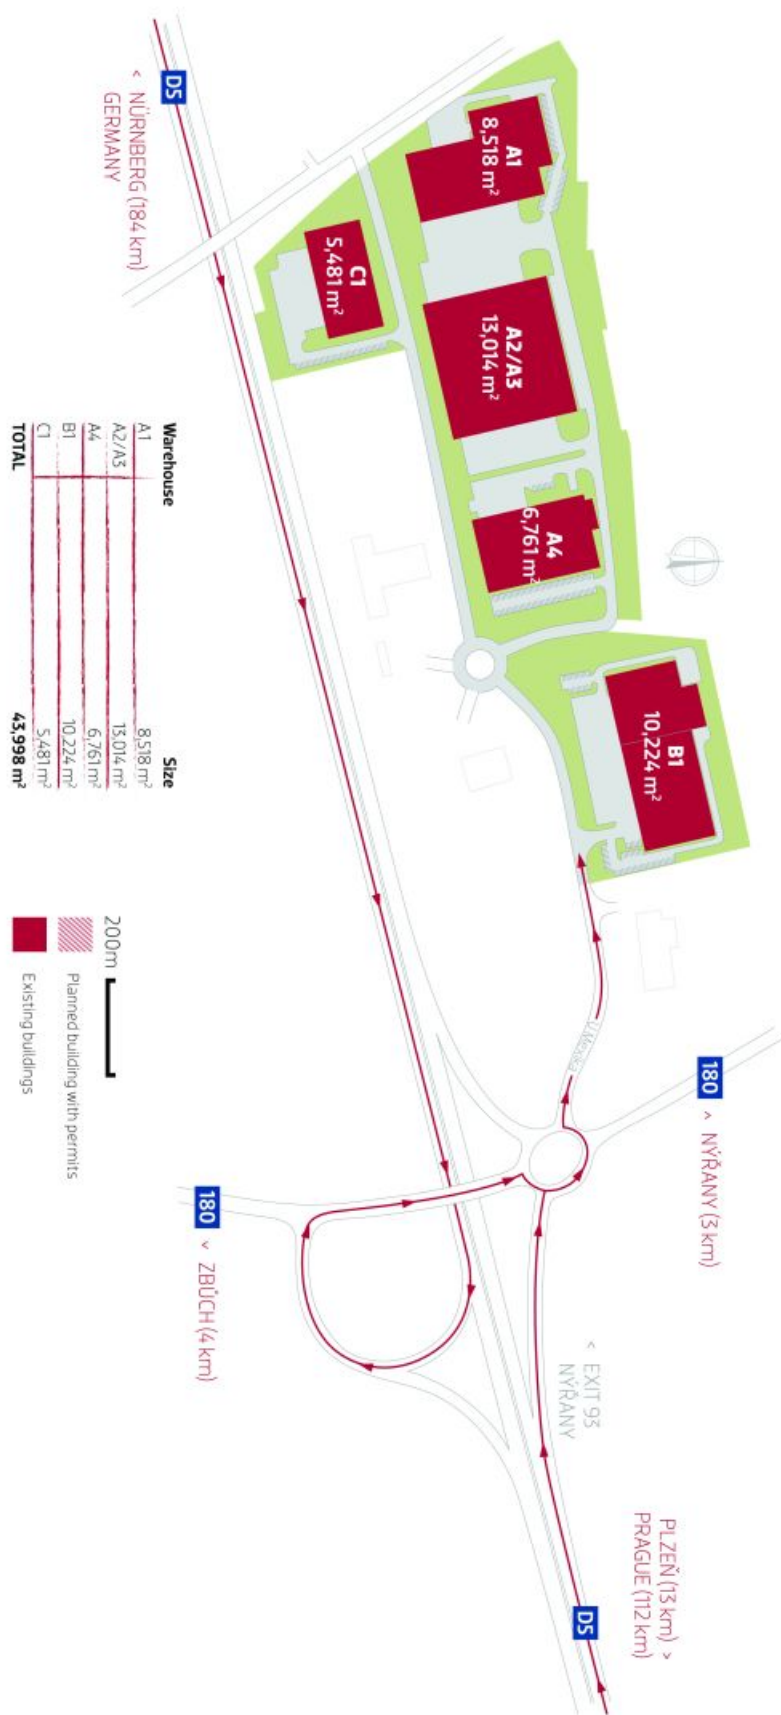 180
^ NÝŘANY (3 km)
PLZEŇ (13 km) >
PRAGUE (112 km)
< EXIT 93
NÝŘANY
D5
B1
10,224 m²
A1
8,518 m²
A2/A3
13,014 m²
A4
6,761 m²
C1
5,481 m²
D5
< NÜRNBERG (184 km)
GERMANY
180
˅ ZBŮCH (4 km)
Warehouse Size
A1 8,518 m²
A2/A3 13,014 m²
A4 6,761 m²
B1 10,224 m²
C1 5,481 m²
TOTAL 43,998 m²
200m
Planned building with permits
Existing buildings